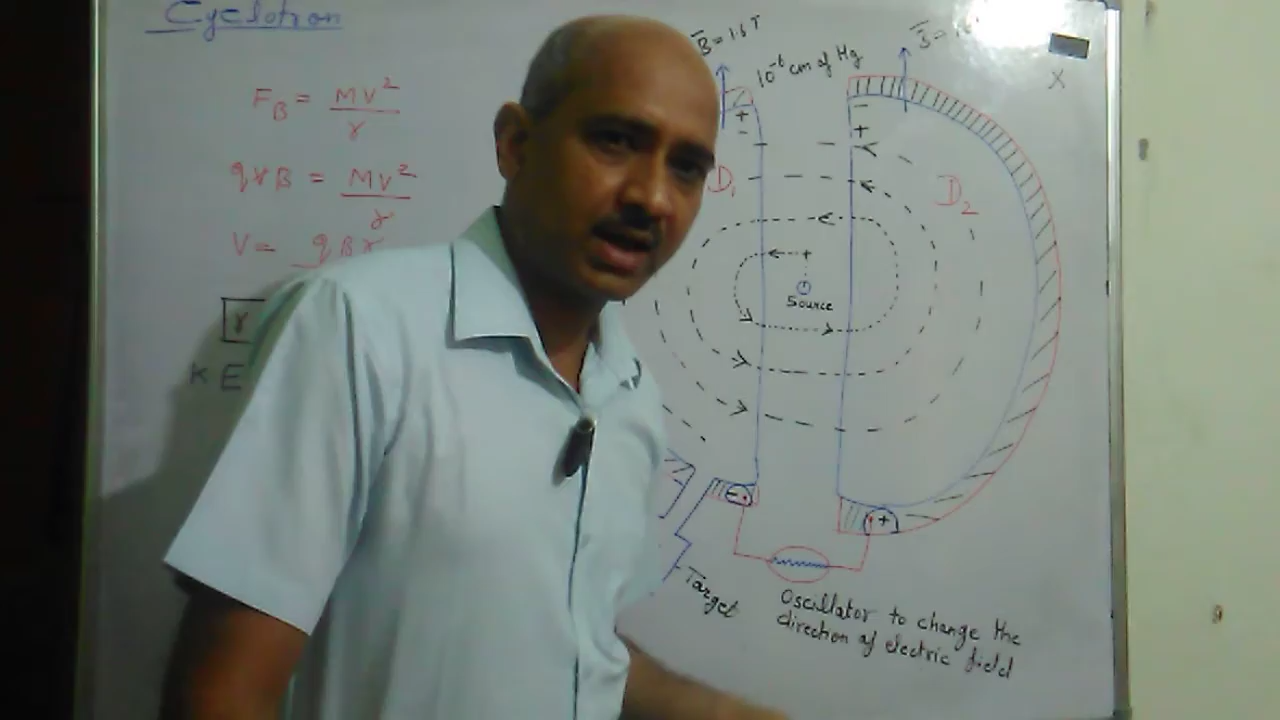 Cyclotron
F_B = MV²/r
qvB = MV²/r
V = qBr
r
KE
B = 1.6 T
10⁻⁶ cm of Hg
B =
X
+
-
-
+
D₁
D₂
+
Source
-
+
Target
Oscillator to change the
direction of electric field